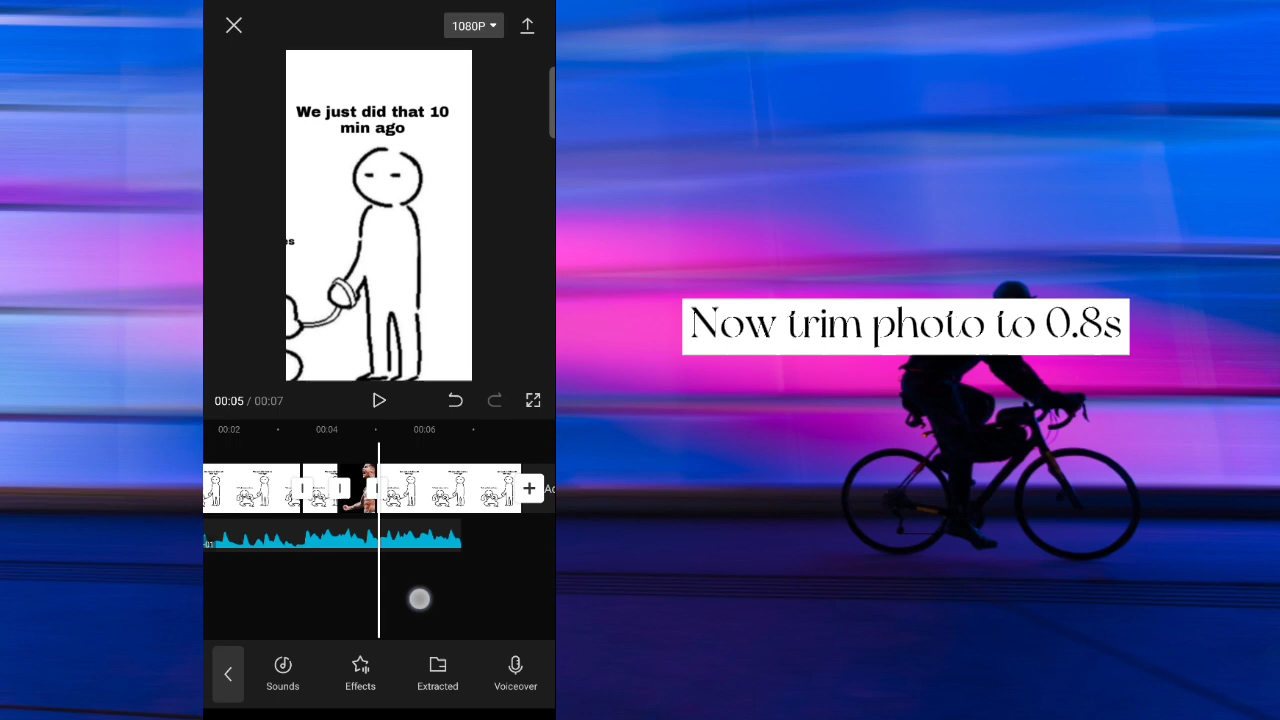 1080P
We just did that 10
min ago
es
00:05 / 00:07
00:02
00:04
00:06
Now trim photo to 0.8s
Sounds
Effects
Extracted
Voiceover